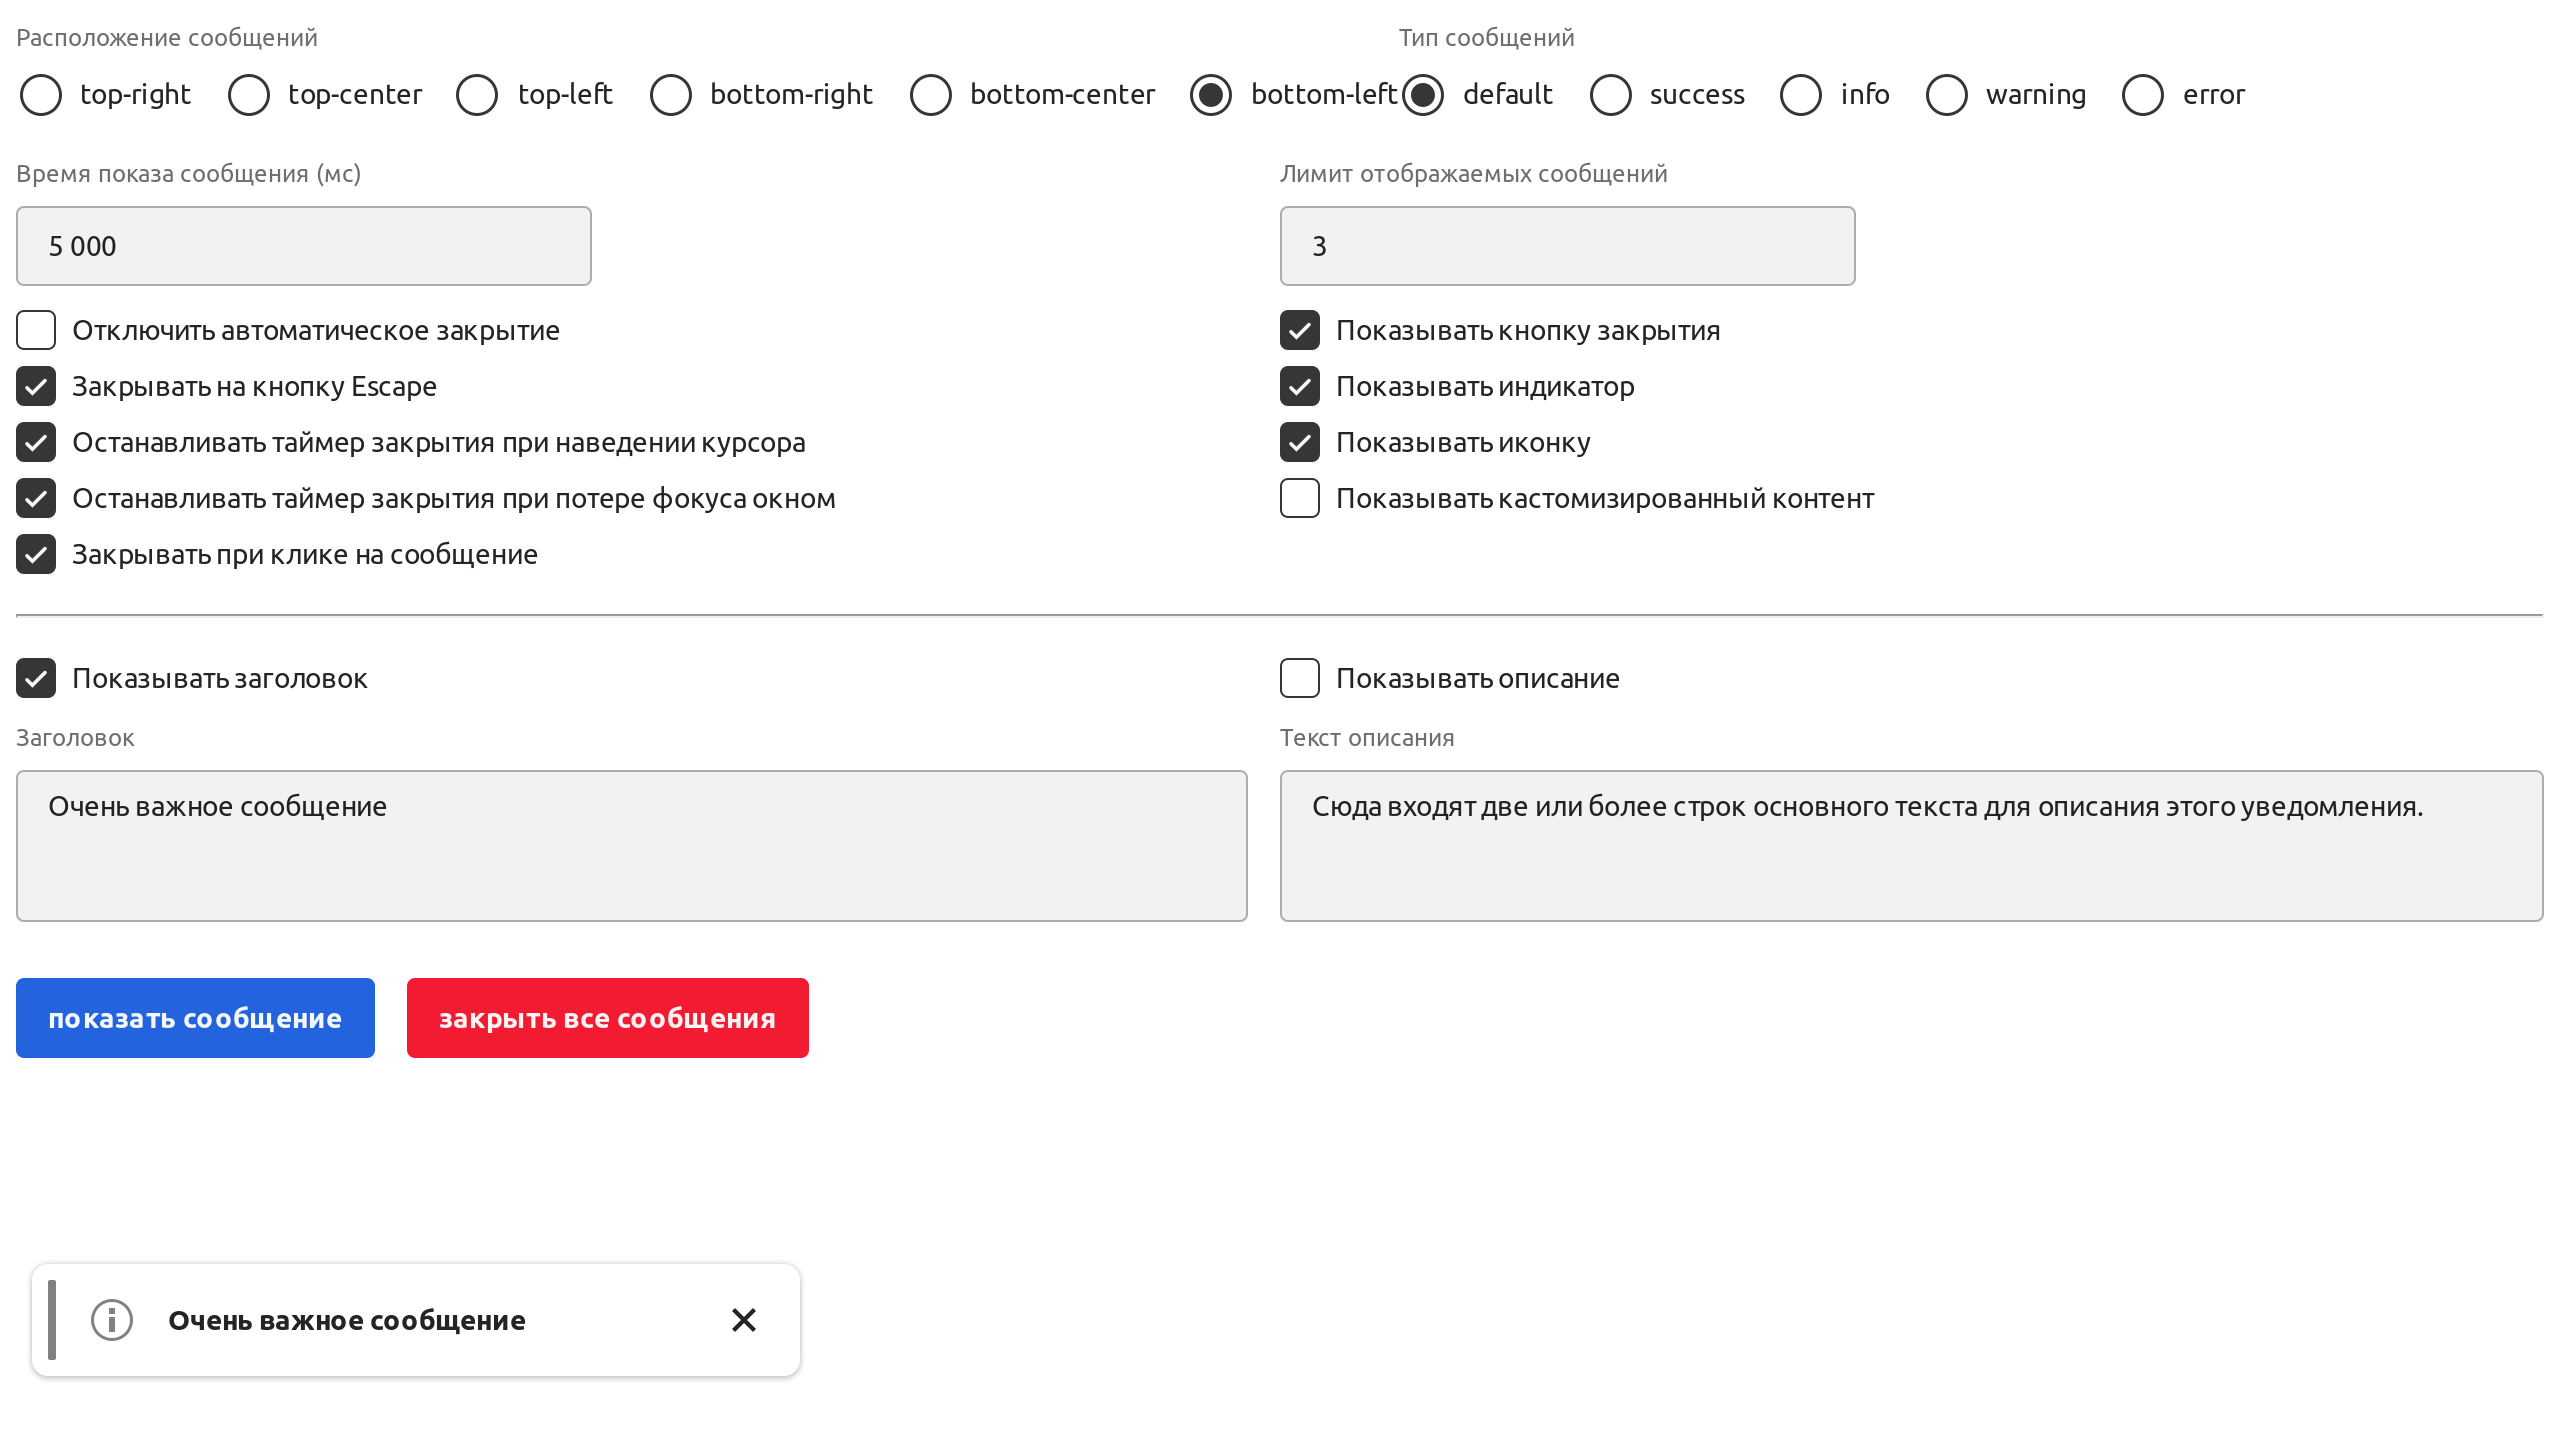 Расположение сообщений
Тип сообщений
top-right top-center top-left bottom-right bottom-center bottom-left default success info warning error
Время показа сообщения (мс)
Лимит отображаемых сообщений
5 000
3
Отключить автоматическое закрытие
Закрывать на кнопку Escape
Останавливать таймер закрытия при наведении курсора
Останавливать таймер закрытия при потере фокуса окном
Закрывать при клике на сообщение
Показывать кнопку закрытия
Показывать индикатор
Показывать иконку
Показывать кастомизированный контент
Показывать заголовок
Показывать описание
Заголовок
Текст описания
Очень важное сообщение
Сюда входят две или более строк основного текста для описания этого уведомления.
показать сообщение
закрыть все сообщения
Очень важное сообщение